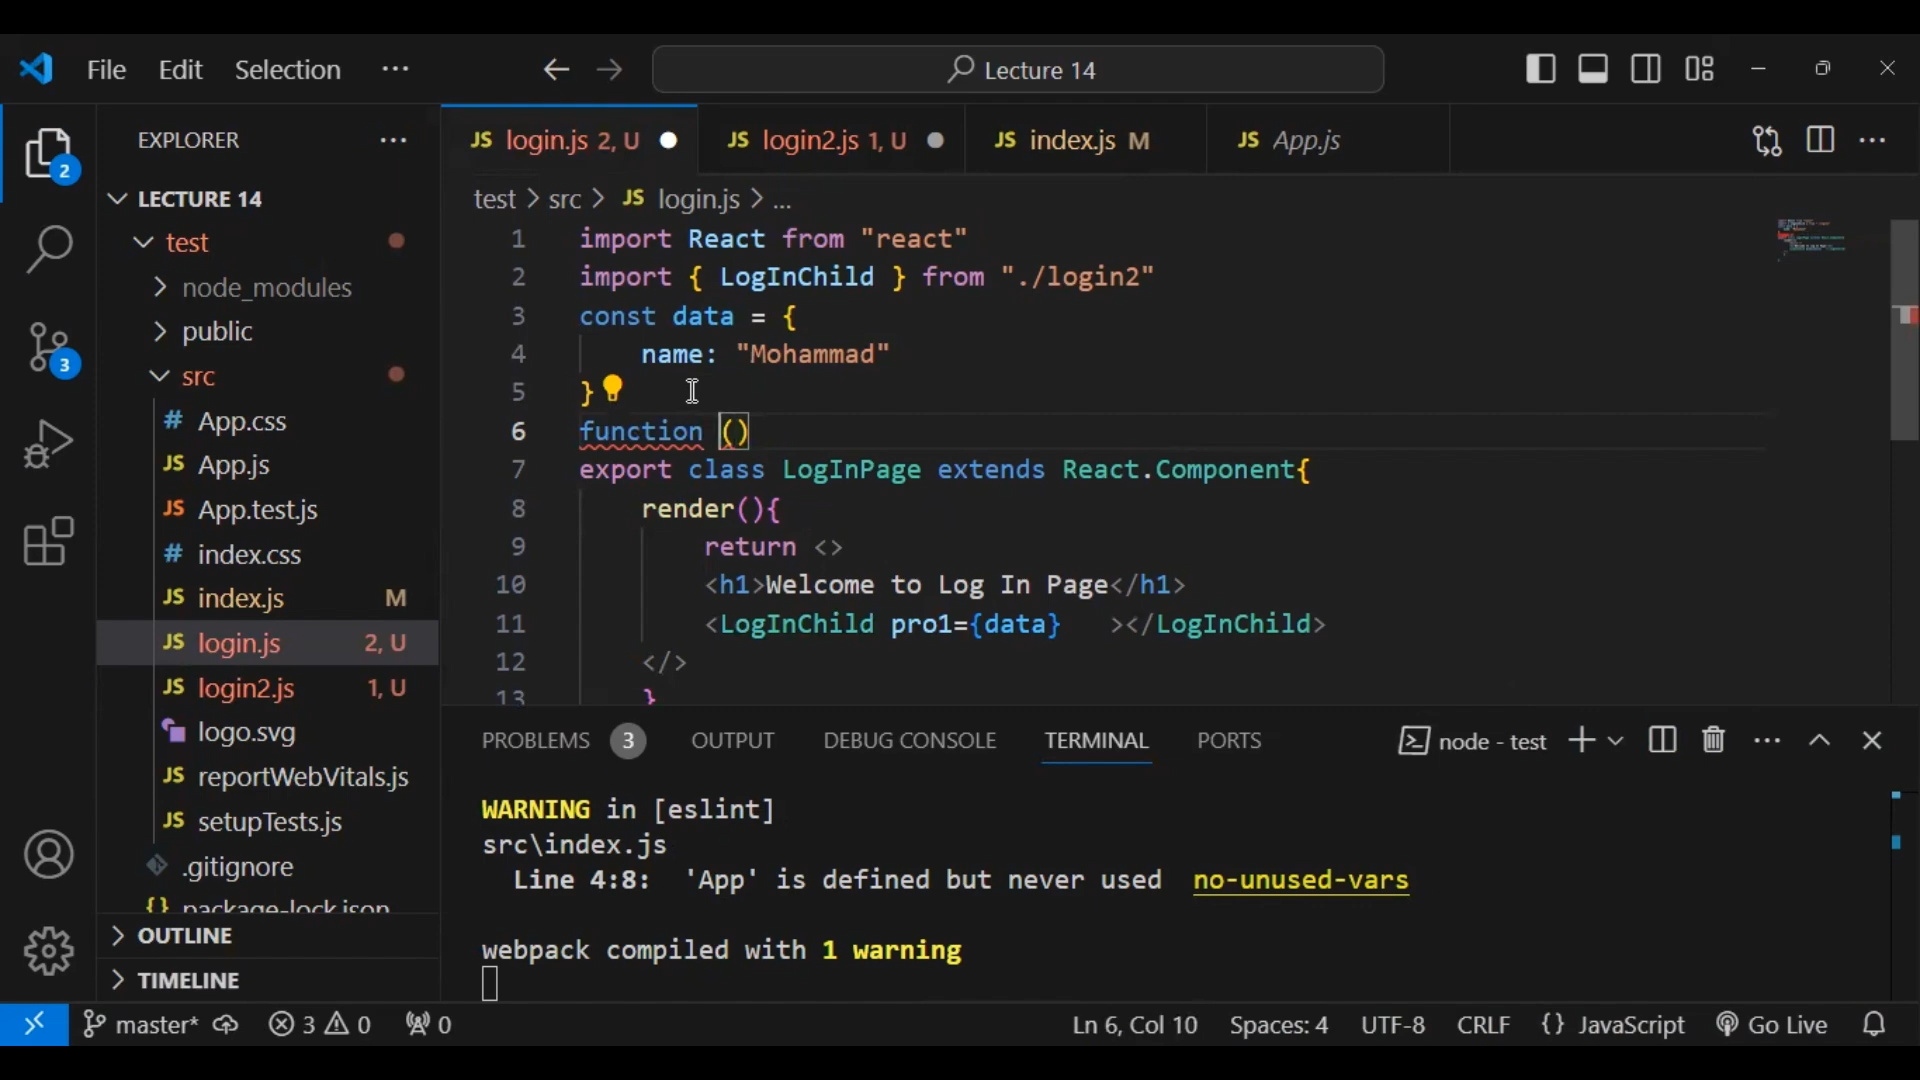 File Edit Selection ... Lecture 14
EXPLORER ...
LECTURE 14
test
node_modules
public
src
# App.css
JS App.js
JS App.test.js
# index.css
JS index.js M
JS login.js 2, U
JS login2.js 1, U
logo.svg
JS reportWebVitals.js
JS setupTests.js
.gitignore
{} package-lock.json
OUTLINE
TIMELINE
2
3
JS login.js 2, U JS login2.js 1, U JS index.js M JS App.js ...
test > src > JS login.js > ...
1 import React from "react"
2 import { LogInChild } from "./login2"
3 const data = {
4 name: "Mohammad"
5 }
6 function ()
7 export class LogInPage extends React.Component{
8 render(){
9 return <>
10 <h1>Welcome to Log In Page</h1>
11 <LogInChild pro1={data} ></LogInChild>
12 </>
13 }
PROBLEMS 3 OUTPUT DEBUG CONSOLE TERMINAL PORTS node - test ...
WARNING in [eslint]
src\index.js
Line 4:8: 'App' is defined but never used no-unused-vars
webpack compiled with 1 warning
master* 3 0 0 Ln 6, Col 10 Spaces: 4 UTF-8 CRLF {} JavaScript Go Live